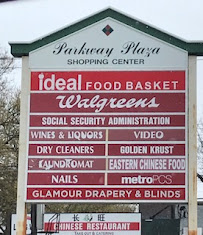 Parkway Plaza
SHOPPING CENTER
ideal FOOD BASKET
Walgreens
SOCIAL SECURITY ADMINISTRATION
WINES & LIQUORS VIDEO
DRY CLEANERS GOLDEN KRUST
LAUNDROMAT EASTERN CHINESE FOOD
NAILS metroPCS
GLAMOUR DRAPERY & BLINDS
CHINESE RESTAURANT